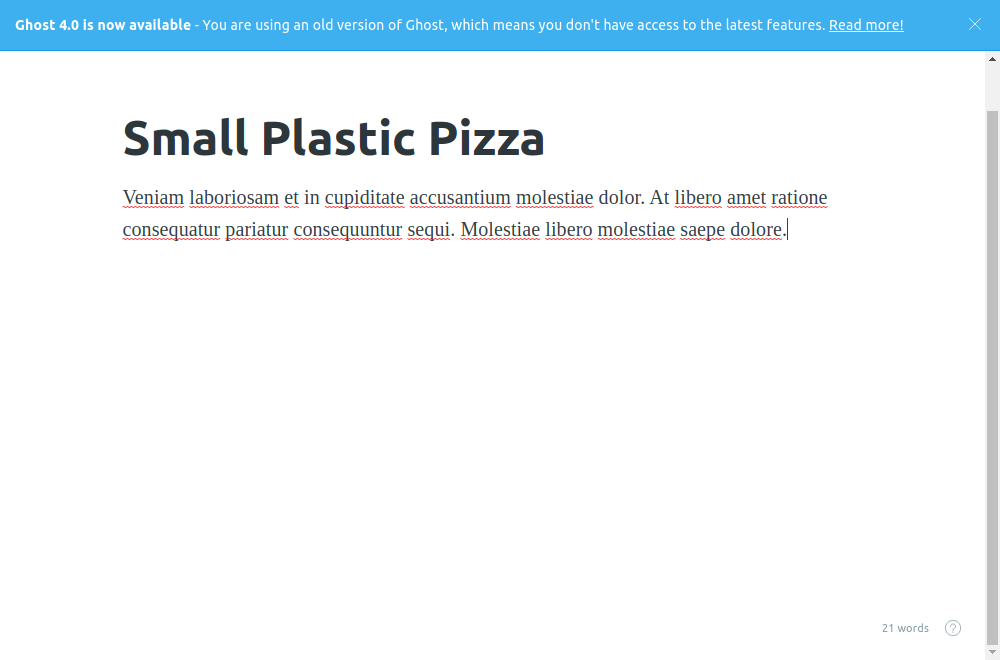 Ghost 4.0 is now available - You are using an old version of Ghost, which means you don't have access to the latest features. Read more!
Small Plastic Pizza
Veniam laboriosam et in cupiditate accusantium molestiae dolor. At libero amet ratione
consequatur pariatur consequuntur sequi. Molestiae libero molestiae saepe dolore.
21 words
?